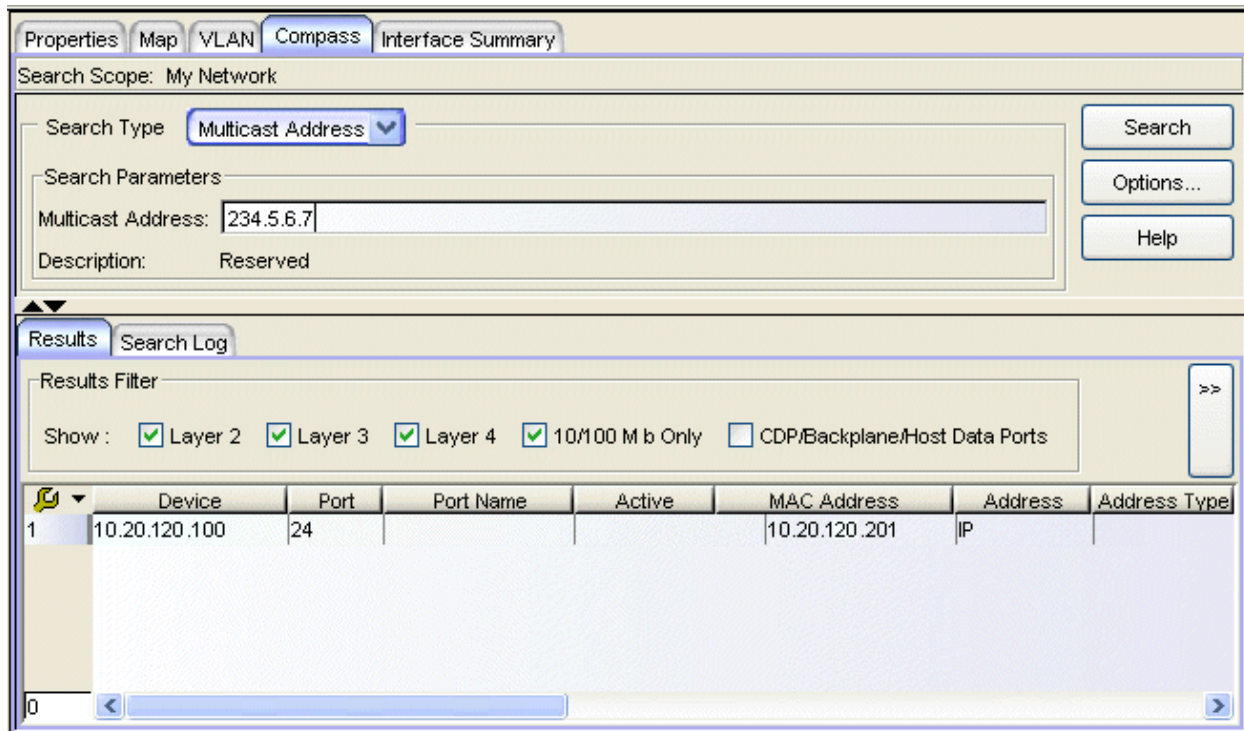 Properties Map VLAN Compass Interface Summary
Search Scope: My Network
Search Type Multicast Address
Search
Search Parameters
Options...
Multicast Address: 234.5.6.7
Help
Description: Reserved
Results Search Log
Results Filter
>>
Show : Layer 2 Layer 3 Layer 4 10/100 M b Only CDP/Backplane/Host Data Ports
Device Port Port Name Active MAC Address Address Address Type
1 10.20.120.100 24 10.20.120.201 IP
0